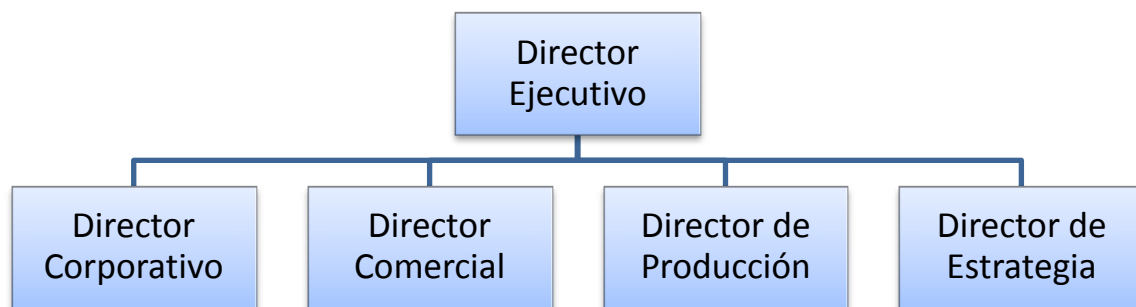 Director
Ejecutivo
Director
Corporativo
Director
Comercial
Director de
Producción
Director de
Estrategia